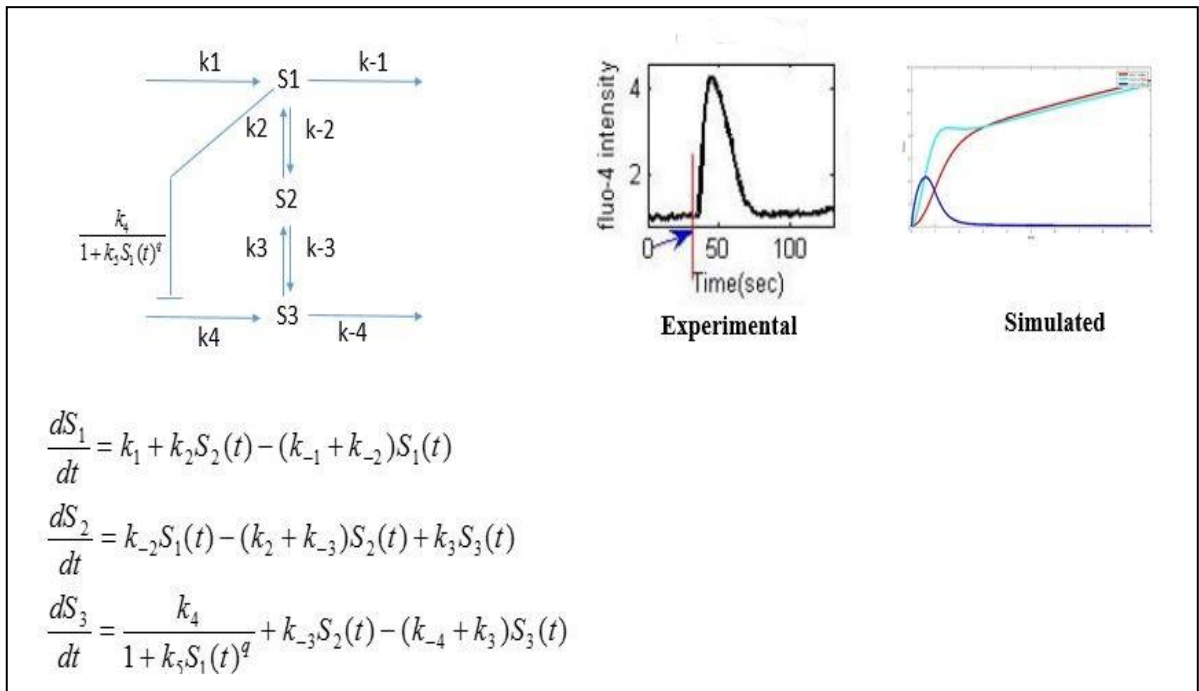 k1
S1
k-1
k2
k-2
S2
k₄
1 + k₅S₁(t)^q
k3
k-3
S3
k4
k-4
fluo-4 intensity
4
2
0
50
100
Time(sec)
Experimental
Simulated
dS₁/dt = k₁ + k₂S₂(t) − (k₋₁ + k₋₂)S₁(t)
dS₂/dt = k₋₂S₁(t) − (k₂ + k₋₃)S₂(t) + k₃S₃(t)
dS₃/dt = k₄/(1 + k₅S₁(t)^q) + k₋₃S₂(t) − (k₋₄ + k₃)S₃(t)